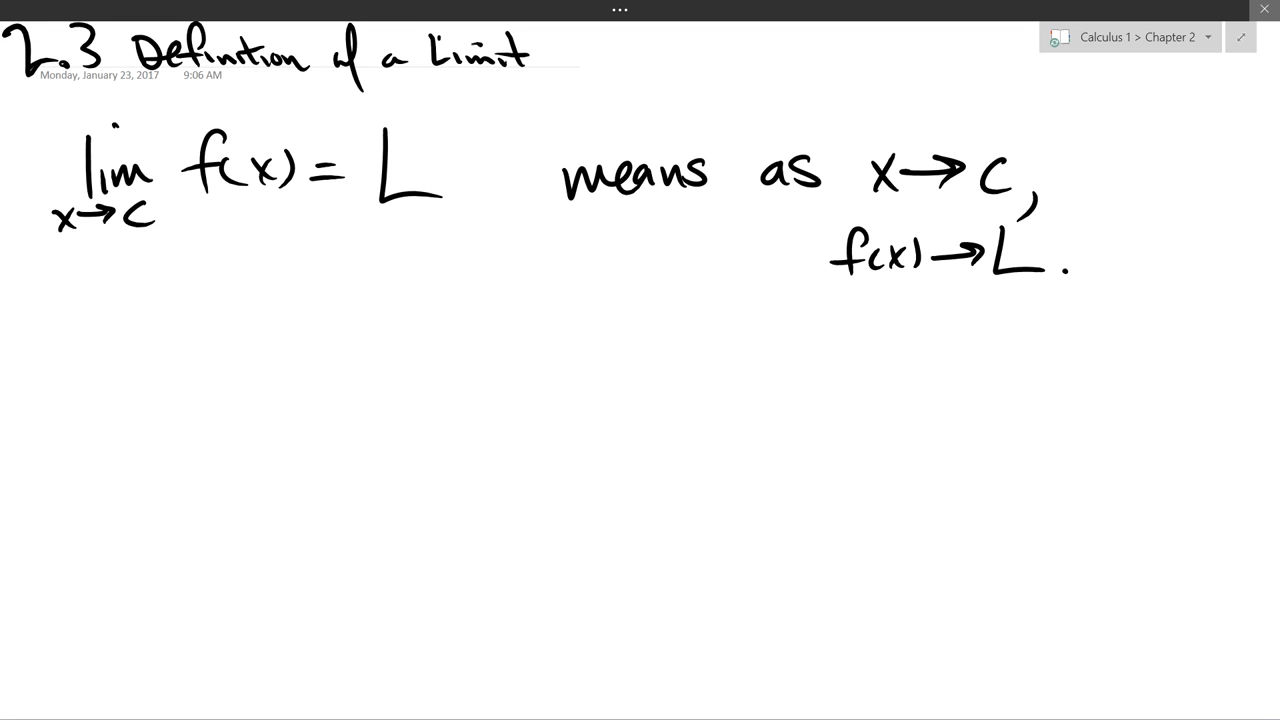 ...
Calculus 1 > Chapter 2
2.3 Definition of a Limit
Monday, January 23, 2017 9:06 AM
lim f(x) = L means as x → c,
x → c
f(x) → L.